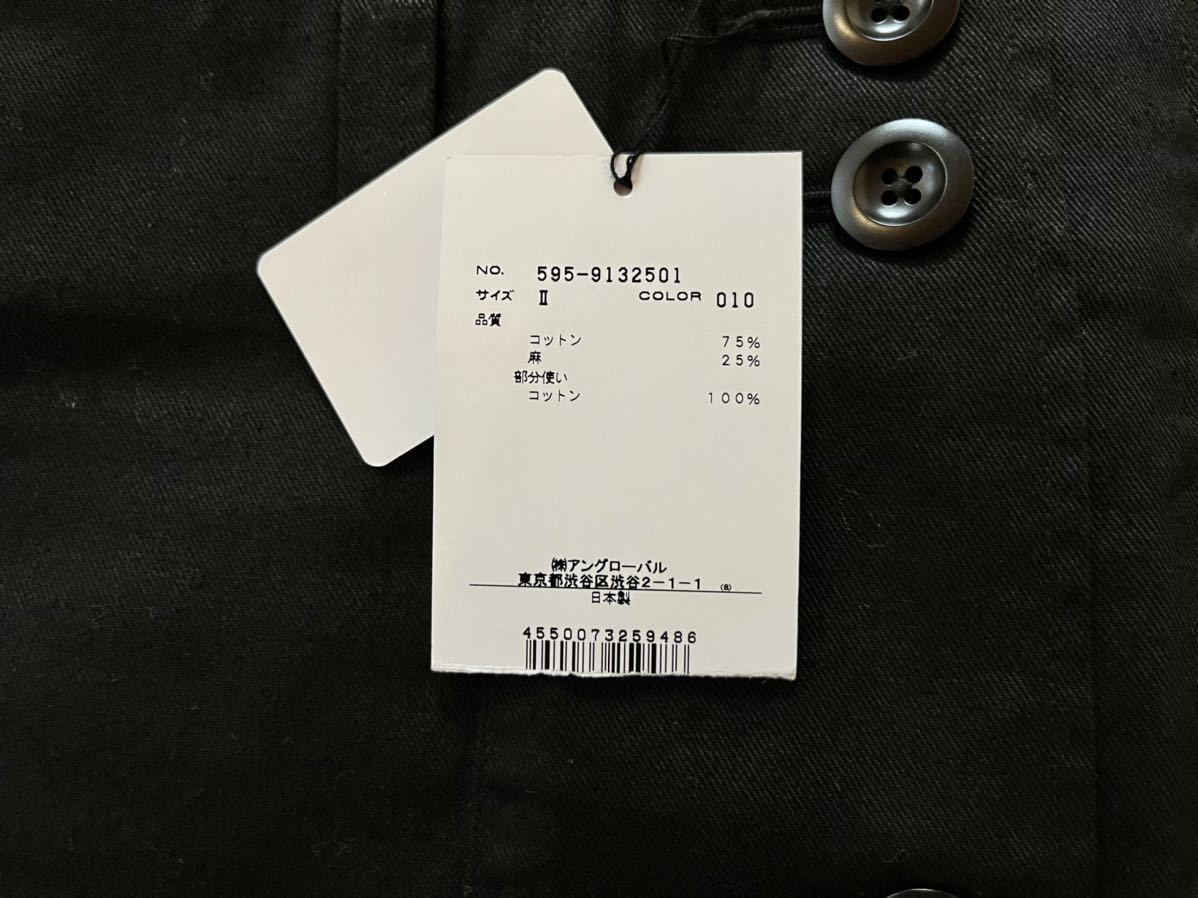 NO. 595-9132501
サイズ Ⅱ COLOR 010
品質
コットン 75%
麻 25%
部分使い
コットン 100%
㈱アングローバル
東京都渋谷区渋谷2-1-1 (8)
日本製
4550073259486